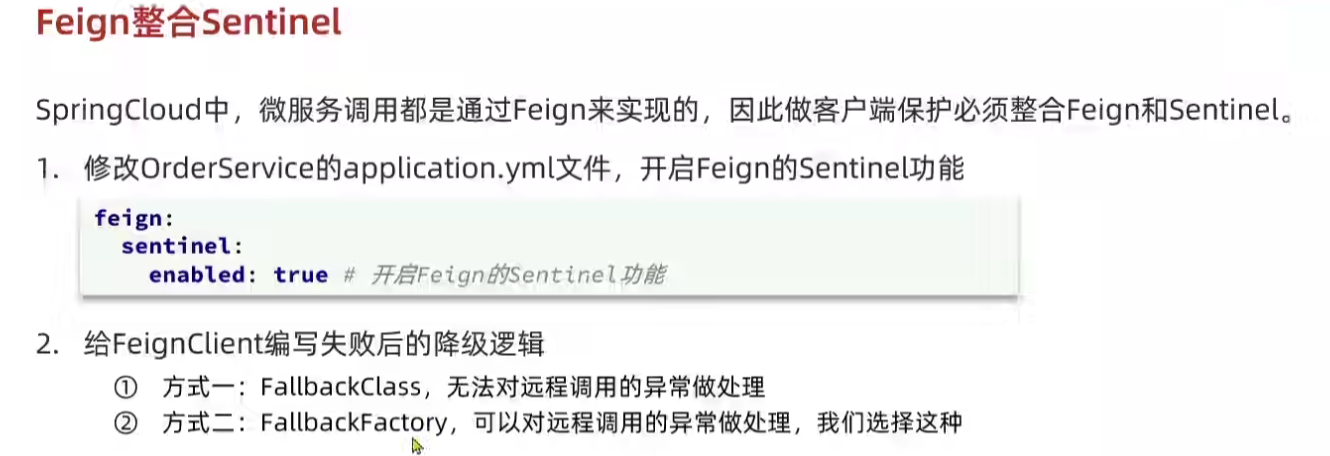 Feign整合Sentinel
SpringCloud中，微服务调用都是通过Feign来实现的，因此做客户端保护必须整合Feign和Sentinel。
1. 修改OrderService的application.yml文件，开启Feign的Sentinel功能
feign:
  sentinel:
    enabled: true # 开启Feign的Sentinel功能
2. 给FeignClient编写失败后的降级逻辑
① 方式一：FallbackClass，无法对远程调用的异常做处理
② 方式二：FallbackFactory，可以对远程调用的异常做处理，我们选择这种